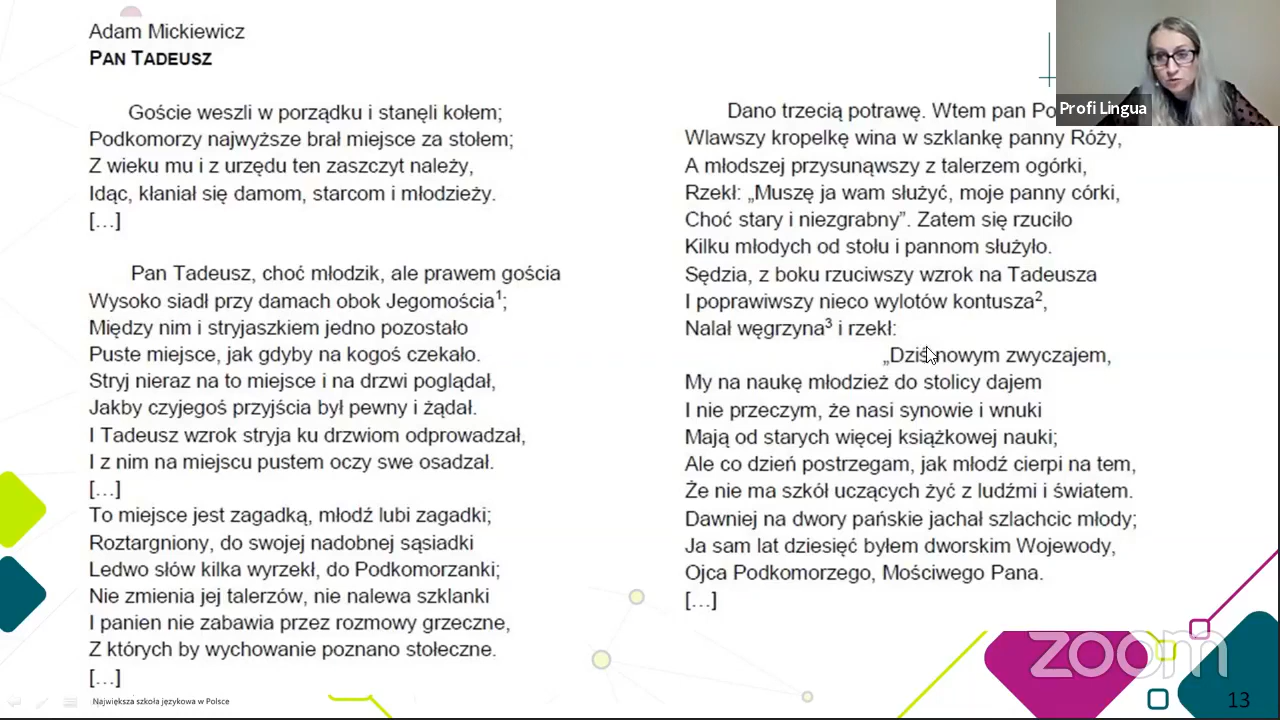 Adam Mickiewicz
PAN TADEUSZ
Goście weszli w porządku i stanęli kołem;
Podkomorzy najwyższe brał miejsce za stołem;
Z wieku mu i z urzędu ten zaszczyt należy,
Idąc, kłaniał się damom, starcom i młodzieży.
[…]
Pan Tadeusz, choć młodzik, ale prawem gościa
Wysoko siadł przy damach obok Jegomościa¹;
Między nim i stryjaszkiem jedno pozostało
Puste miejsce, jak gdyby na kogoś czekało.
Stryj nieraz na to miejsce i na drzwi poglądał,
Jakby czyjegoś przyjścia był pewny i żądał.
I Tadeusz wzrok stryja ku drzwiom odprowadzał,
I z nim na miejscu pustem oczy swe osadzał.
[…]
To miejsce jest zagadką, młodź lubi zagadki;
Roztargniony, do swojej nadobnej sąsiadki
Ledwo słów kilka wyrzekł, do Podkomorzanki;
Nie zmienia jej talerzów, nie nalewa szklanki
I panien nie zabawia przez rozmowy grzeczne,
Z których by wychowanie poznano stołeczne.
[…]
Dano trzecią potrawę. Wtem pan
Wlawszy kropelkę wina w szklankę panny Róży,
A młodszej przysunąwszy z talerzem ogórki,
Rzekł: „Muszę ja wam służyć, moje panny córki,
Choć stary i niezgrabny”. Zatem się rzuciło
Kilku młodych od stołu i pannom służyło.
Sędzia, z boku rzuciwszy wzrok na Tadeusza
I poprawiwszy nieco wylotów kontusza²,
Nalał węgrzyna³ i rzekł:
„Dziś nowym zwyczajem,
My na naukę młodzież do stolicy dajem
I nie przeczym, że nasi synowie i wnuki
Mają od starych więcej książkowej nauki;
Ale co dzień postrzegam, jak młodź cierpi na tem,
Że nie ma szkół uczących żyć z ludźmi i światem.
Dawniej na dwory pańskie jachał szlachcic młody;
Ja sam lat dziesięć byłem dworskim Wojewody,
Ojca Podkomorzego, Mościwego Pana.
[…]
Profi Lingua
zoom
Największa szkoła językowa w Polsce
13